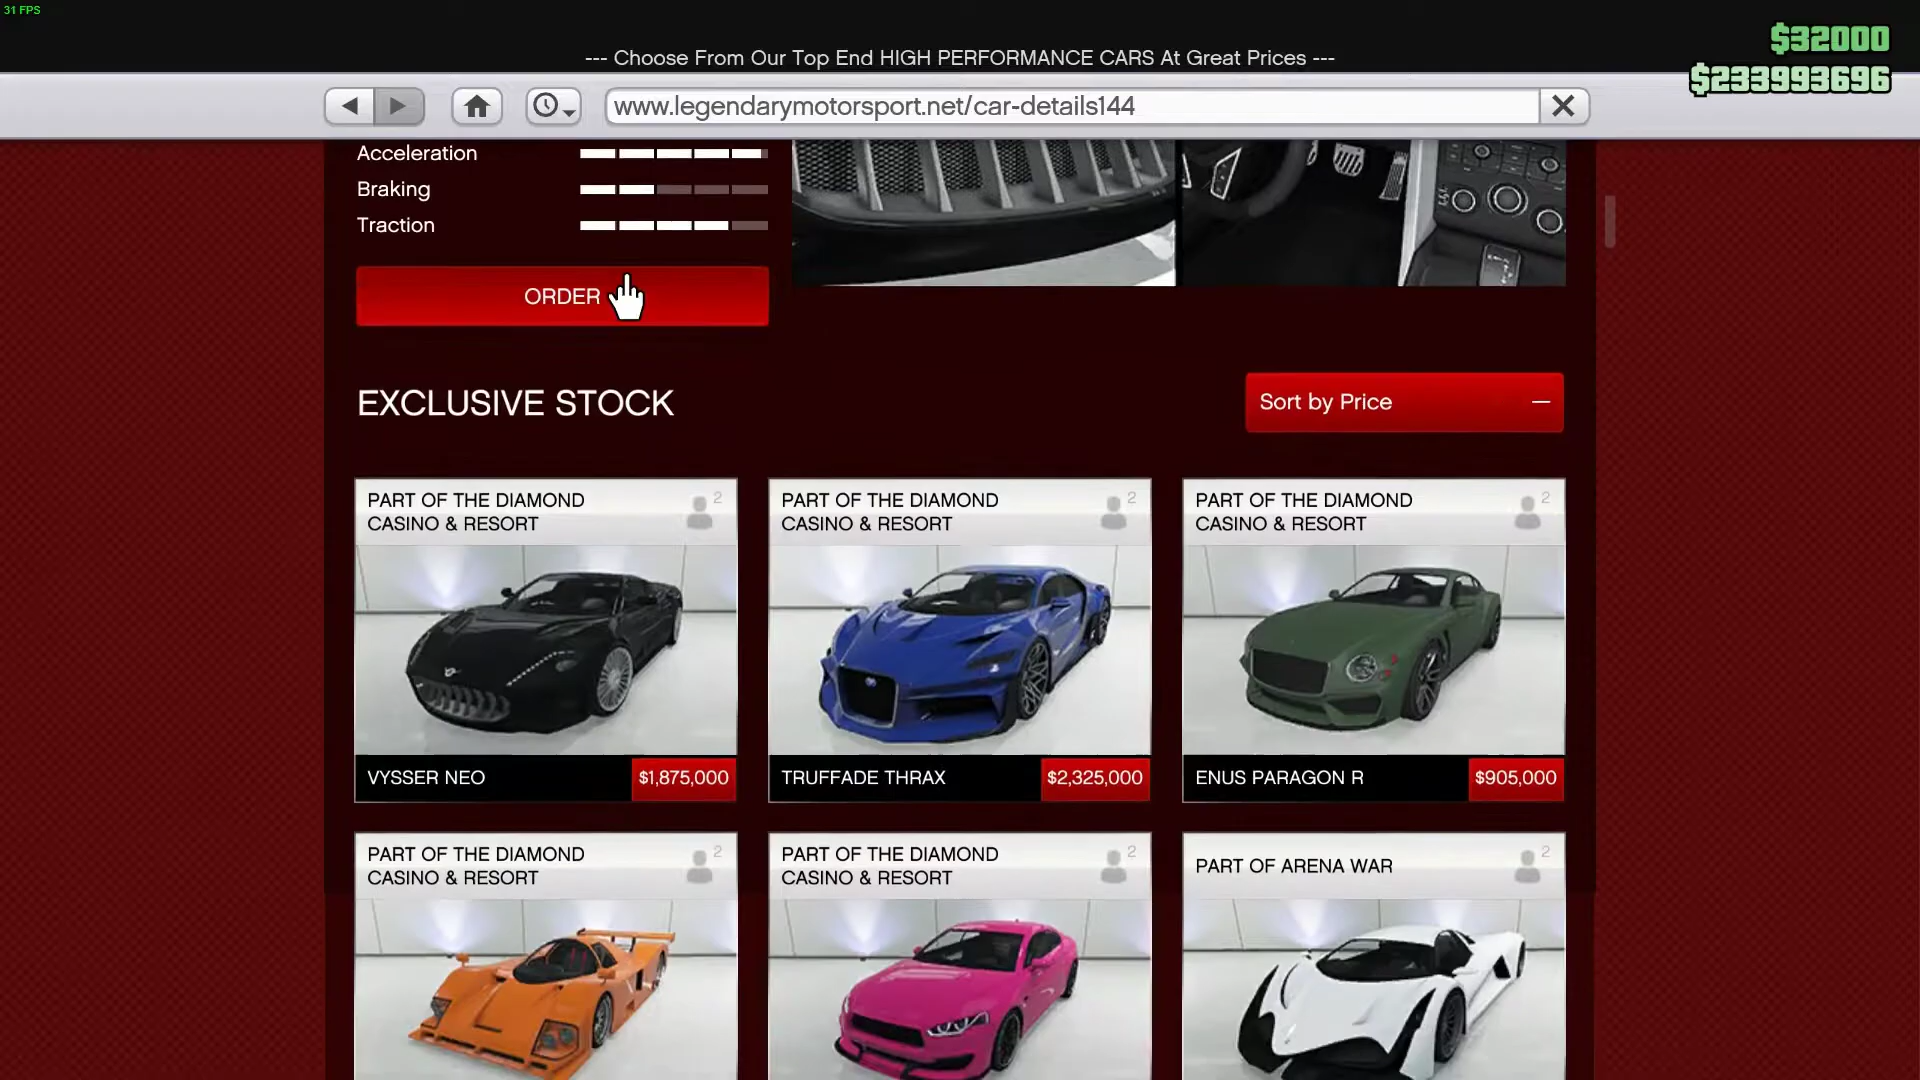 31 FPS
--- Choose From Our Top End HIGH PERFORMANCE CARS At Great Prices ---
$32000
$233993696
www.legendarymotorsport.net/car-details144
Acceleration
Braking
Traction
ORDER
EXCLUSIVE STOCK
Sort by Price
PART OF THE DIAMOND
CASINO & RESORT
2
PART OF THE DIAMOND
CASINO & RESORT
2
PART OF THE DIAMOND
CASINO & RESORT
2
VYSSER NEO
$1,875,000
TRUFFADE THRAX
$2,325,000
ENUS PARAGON R
$905,000
PART OF THE DIAMOND
CASINO & RESORT
2
PART OF THE DIAMOND
CASINO & RESORT
2
PART OF ARENA WAR
2